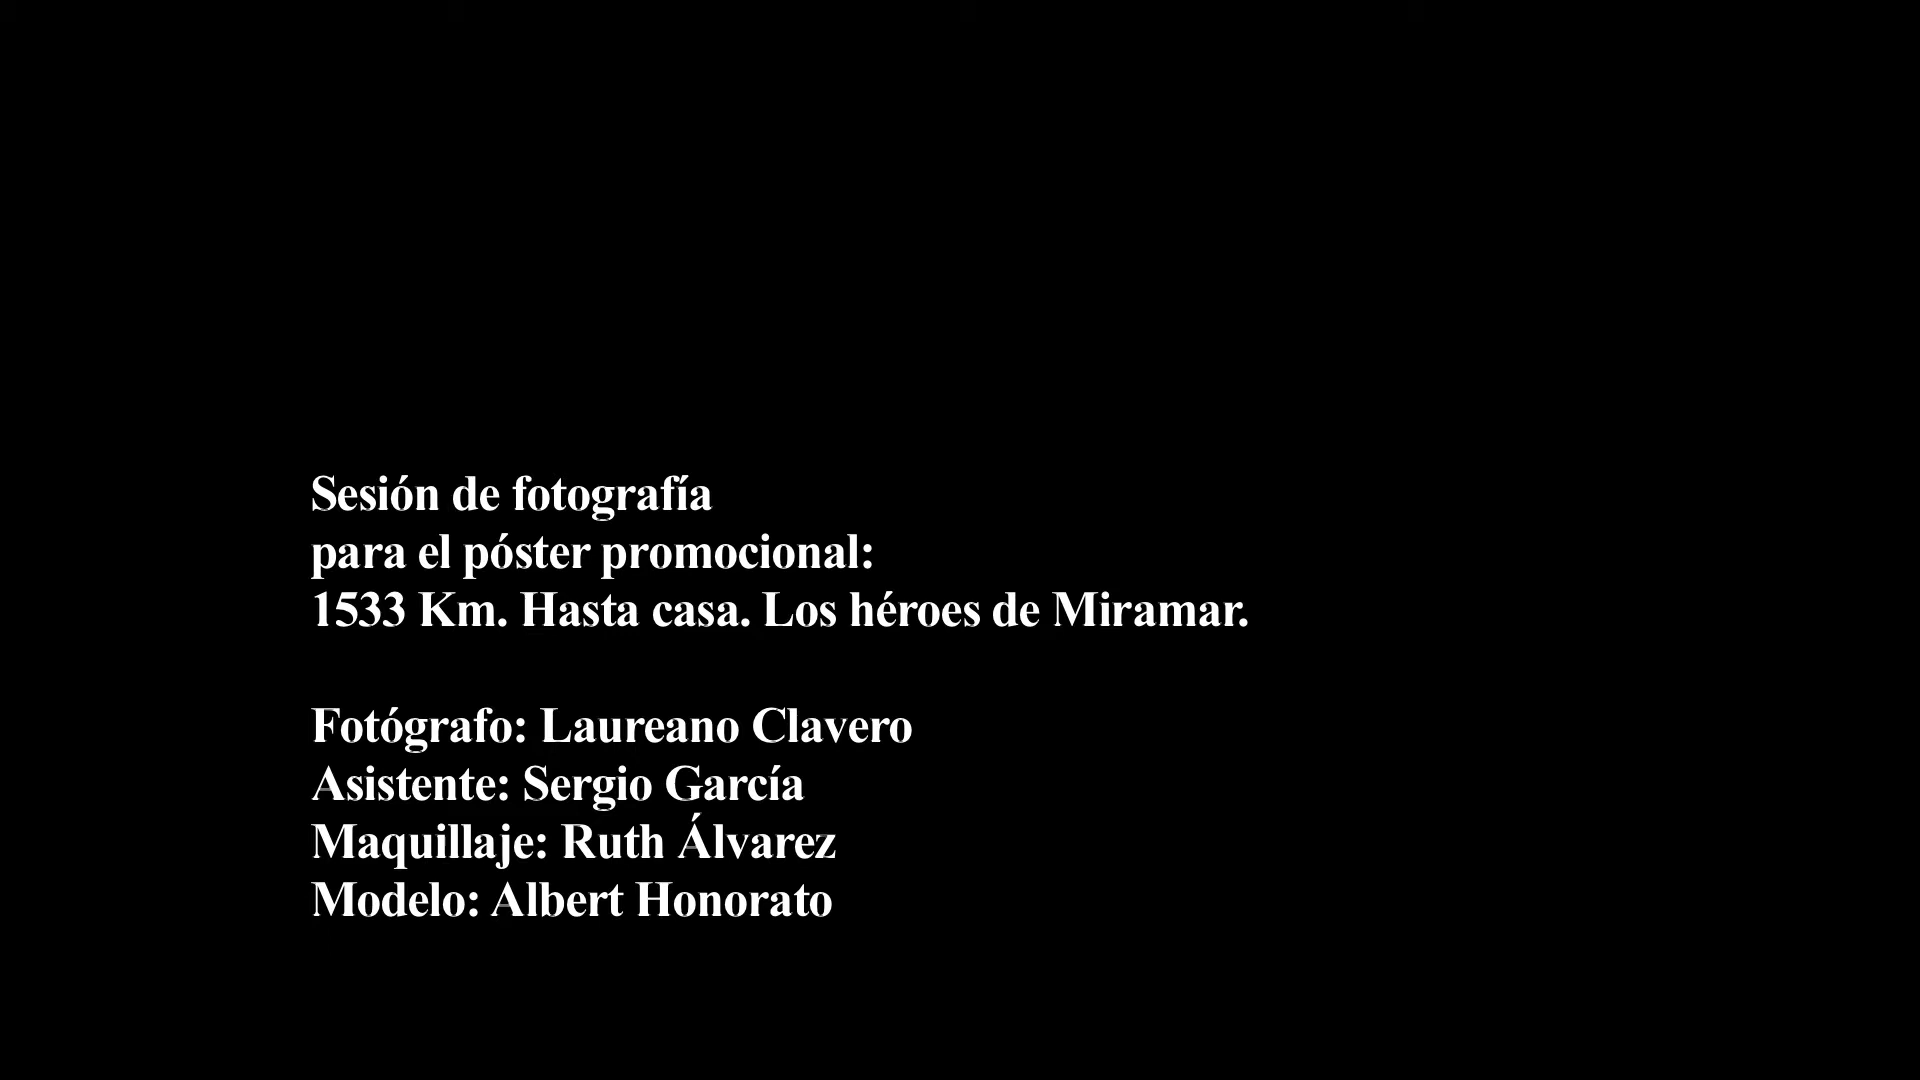 Sesión de fotografía
para el póster promocional:
1533 Km. Hasta casa. Los héroes de Miramar.
Fotógrafo: Laureano Clavero
Asistente: Sergio García
Maquillaje: Ruth Álvarez
Modelo: Albert Honorato